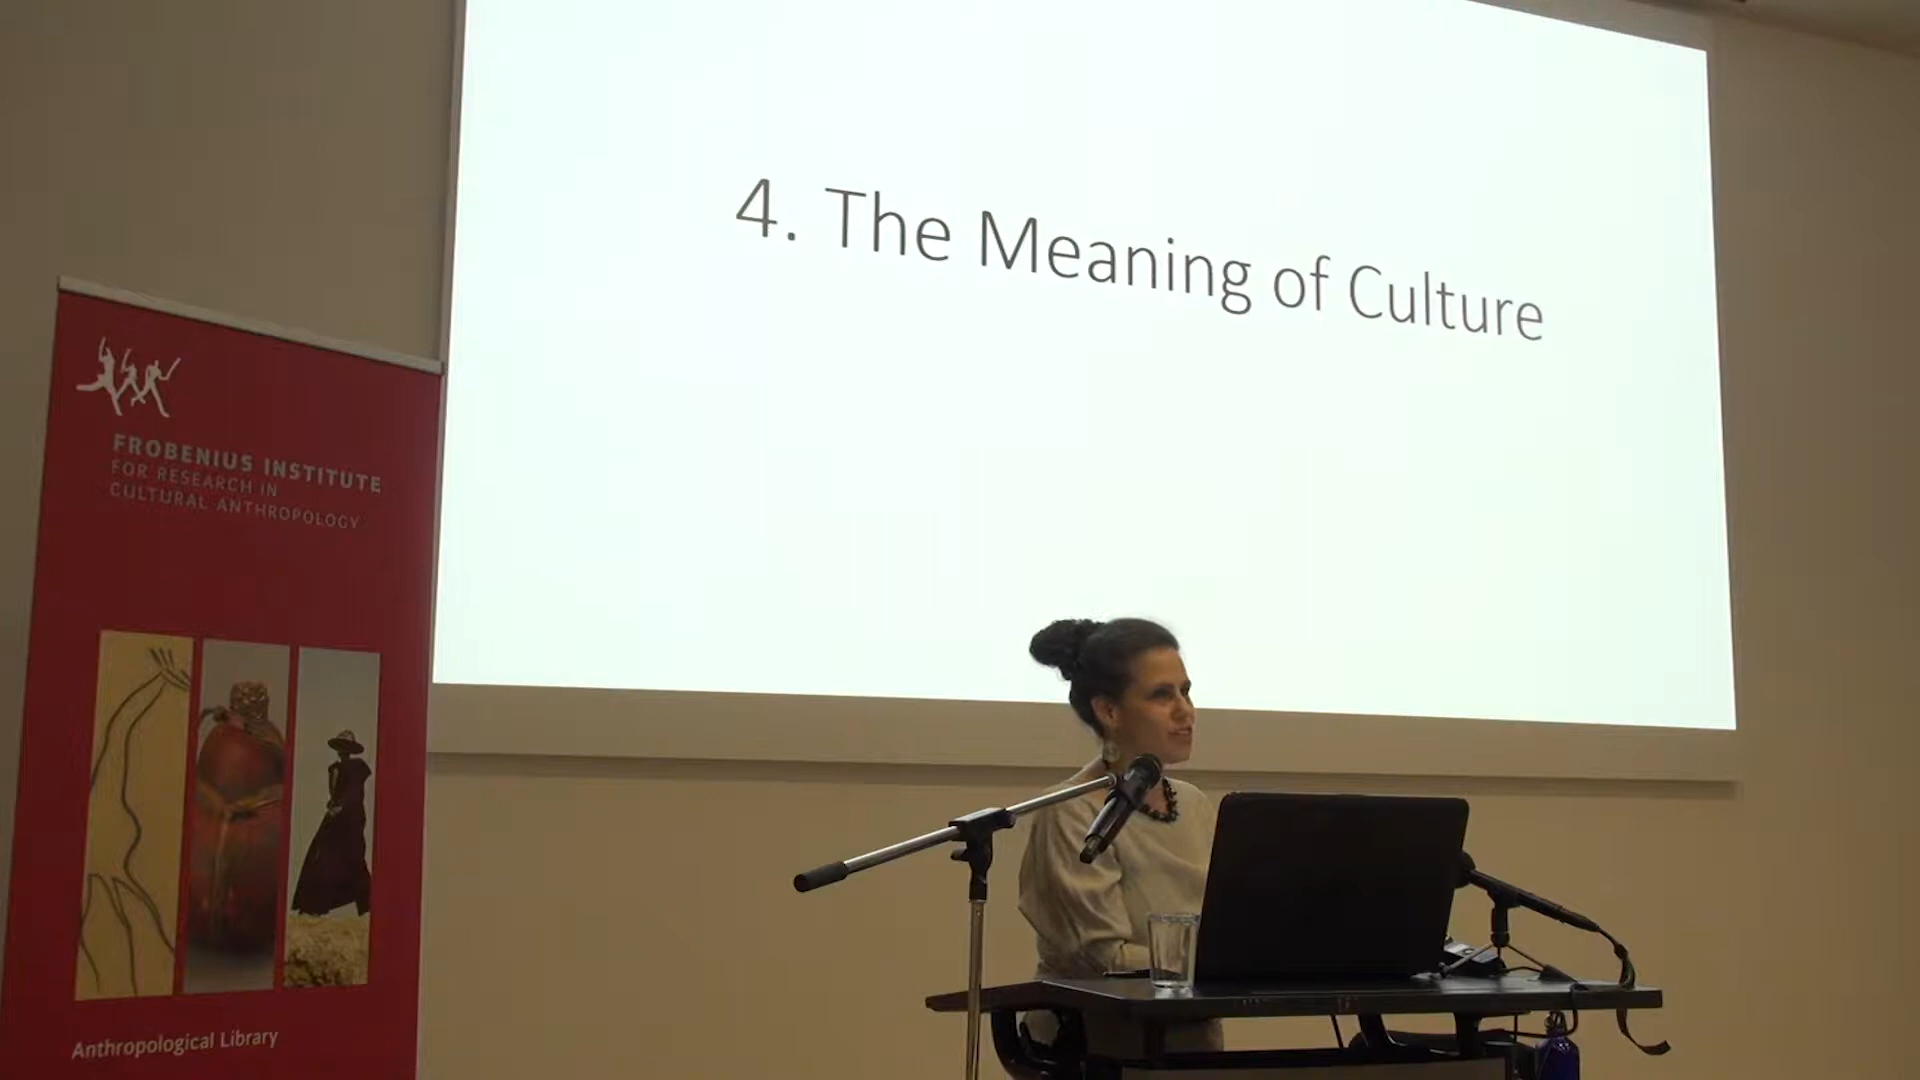 4. The Meaning of Culture
FROBENIUS INSTITUTE
FOR RESEARCH IN
CULTURAL ANTHROPOLOGY
Anthropological Library